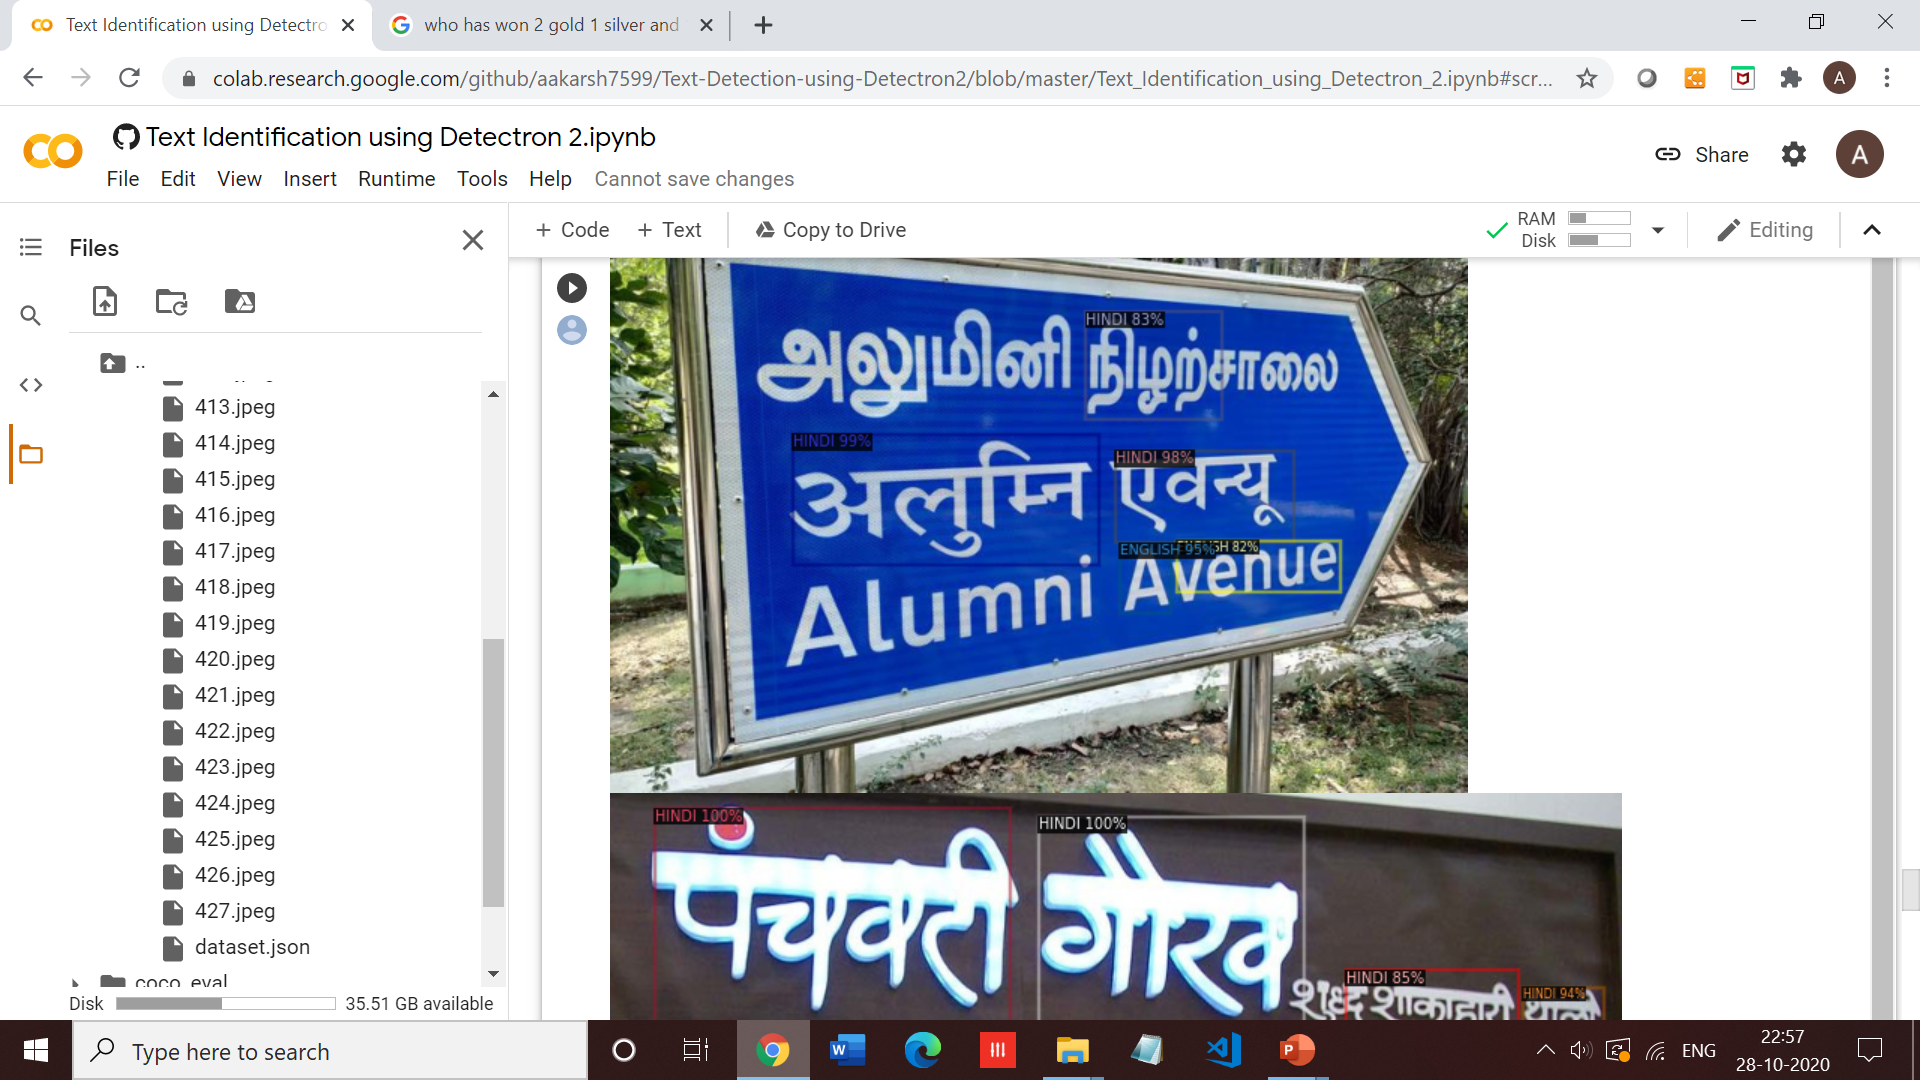 Text Identification using Detectro
who has won 2 gold 1 silver and
colab.research.google.com/github/aakarsh7599/Text-Detection-using-Detectron2/blob/master/Text_Identification_using_Detectron_2.ipynb#scr...
A
Text Identification using Detectron 2.ipynb
Share
A
File Edit View Insert Runtime Tools Help Cannot save changes
Files
+ Code + Text Copy to Drive
RAM
Disk
Editing
..
413.jpeg
414.jpeg
415.jpeg
416.jpeg
417.jpeg
418.jpeg
419.jpeg
420.jpeg
421.jpeg
422.jpeg
423.jpeg
424.jpeg
425.jpeg
426.jpeg
427.jpeg
dataset.json
coco_eval
Disk 35.51 GB available
HINDI 83%
அலுமினி நிழற்சாலை
HINDI 99%
HINDI 98%
अलुम्नि एवन्यू
ENGLISH 95% SH 82%
Alumni Avenue
HINDI 100%
HINDI 100%
पंचवटी गौरव
HINDI 85%
HINDI 94%
शुध्द शाकाहारी थाळी
Type here to search
ENG
22:57
28-10-2020